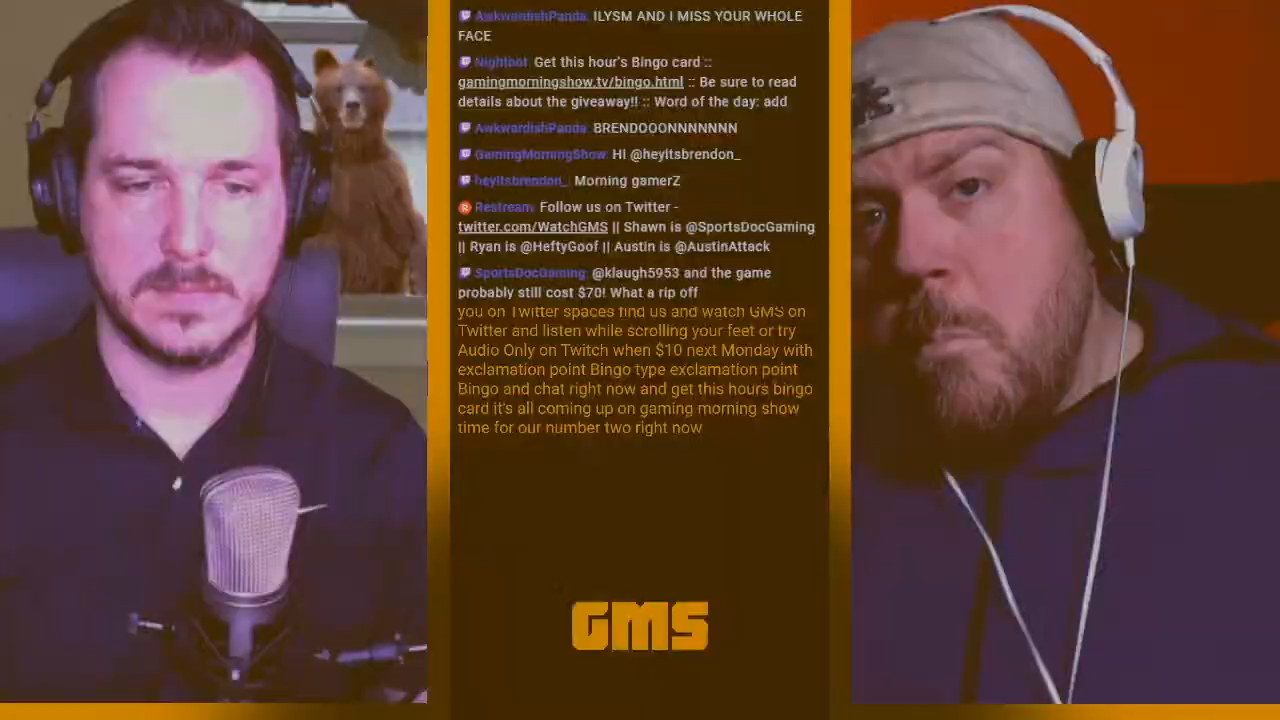 AwkwardishPanda: ILYSM AND I MISS YOUR WHOLE
FACE
Nightbot: Get this hour's Bingo card ::
gamingmorningshow.tv/bingo.html :: Be sure to read
details about the giveaway!! :: Word of the day: add
AwkwardishPanda: BRENDOOONNNNNNN
GamingMorningShow: HI @heyitsbrendon_
heyitsbrendon_: Morning gamerZ
Restream: Follow us on Twitter -
twitter.com/WatchGMS || Shawn is @SportsDocGaming
|| Ryan is @HeftyGoof || Austin is @AustinAttack
SportsDocGaming: @klaugh5953 and the game
probably still cost $70! What a rip off
you on Twitter spaces find us and watch GMS on
Twitter and listen while scrolling your feet or try
Audio Only on Twitch when $10 next Monday with
exclamation point Bingo type exclamation point
Bingo and chat right now and get this hours bingo
card it's all coming up on gaming morning show
time for our number two right now
GMS